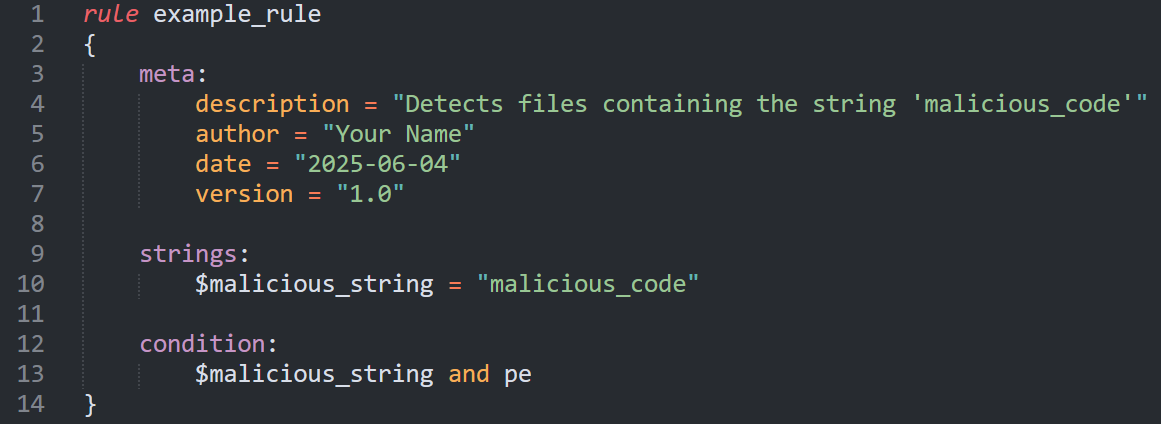 1 rule example_rule
2 {
3 meta:
4 description = "Detects files containing the string 'malicious_code'"
5 author = "Your Name"
6 date = "2025-06-04"
7 version = "1.0"
8
9 strings:
10 $malicious_string = "malicious_code"
11
12 condition:
13 $malicious_string and pe
14 }